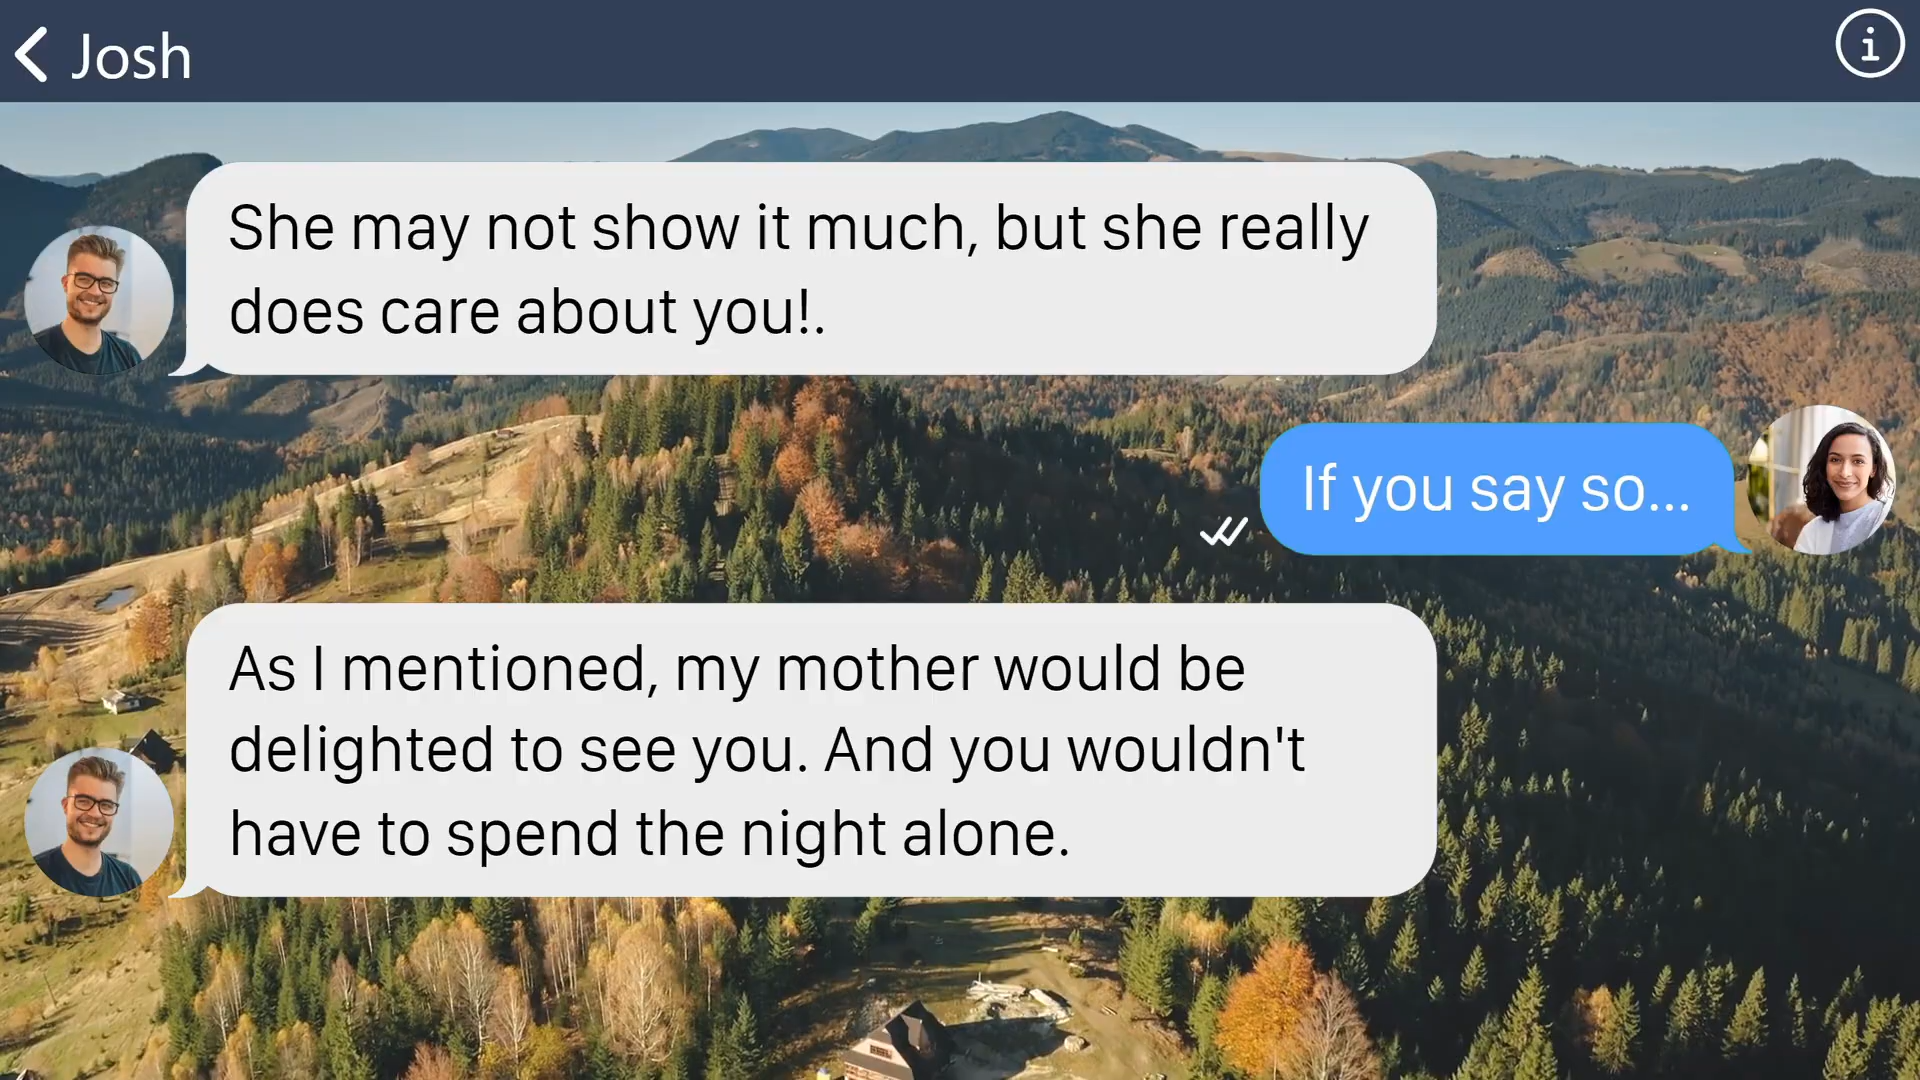 Josh
She may not show it much, but she really
does care about you!.
If you say so...
As I mentioned, my mother would be
delighted to see you. And you wouldn't
have to spend the night alone.